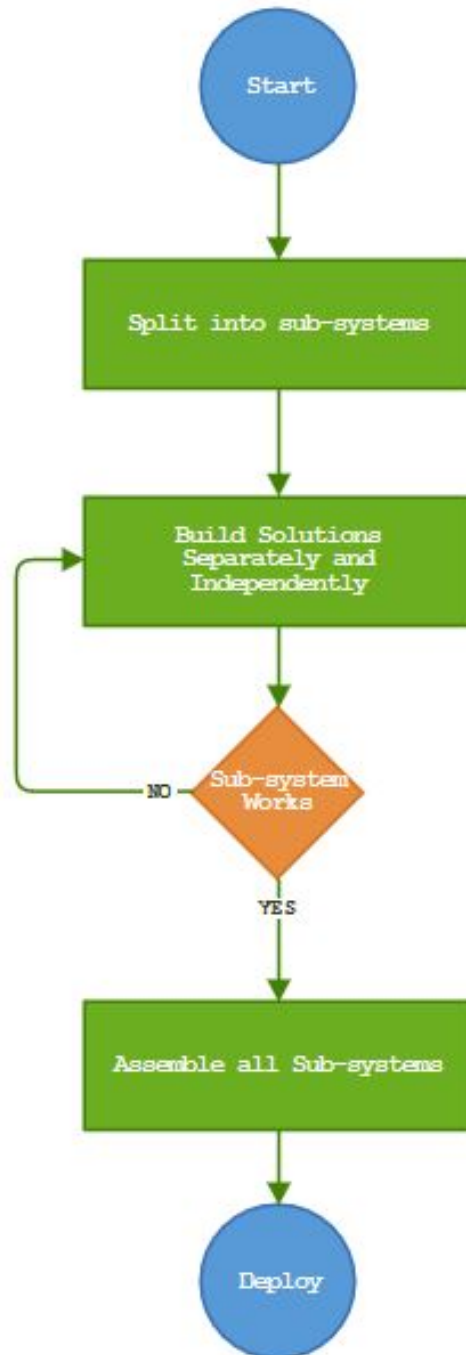 Start
Split into sub-systems
Build Solutions
Separately and
Independently
Sub-system
Works
NO
YES
Assemble all Sub-systems
Deploy